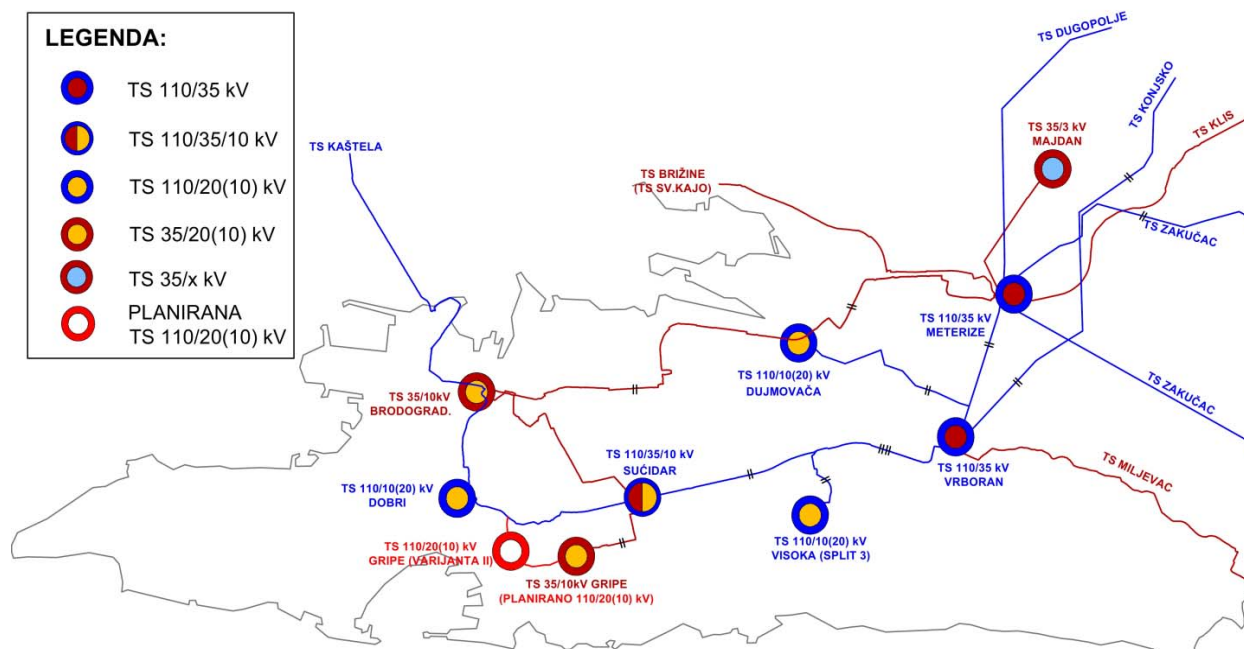 LEGENDA:
TS 110/35 kV
TS 110/35/10 kV
TS 110/20(10) kV
TS 35/20(10) kV
TS 35/x kV
PLANIRANA
TS 110/20(10) kV
TS KAŠTELA
TS DUGOPOLJE
TS KONJSKO
TS KLIS
TS 35/3 kV
MAJDAN
TS BRIŽINE
(TS SV.KAJO)
TS ZAKUČAC
TS 110/35 kV
METERIZE
TS 110/10(20) kV
DUJMOVAČA
TS ZAKUČAC
TS 35/10kV
BRODOGRAD.
TS 110/35/10 kV
SUĆIDAR
TS 110/35 kV
VRBORAN
TS MILJEVAC
TS 110/10(20) kV
DOBRI
TS 110/10(20) kV
VISOKA (SPLIT 3)
TS 110/20(10) kV
GRIPE (VARIJANTA II)
TS 35/10kV GRIPE
(PLANIRANO 110/20(10) kV)